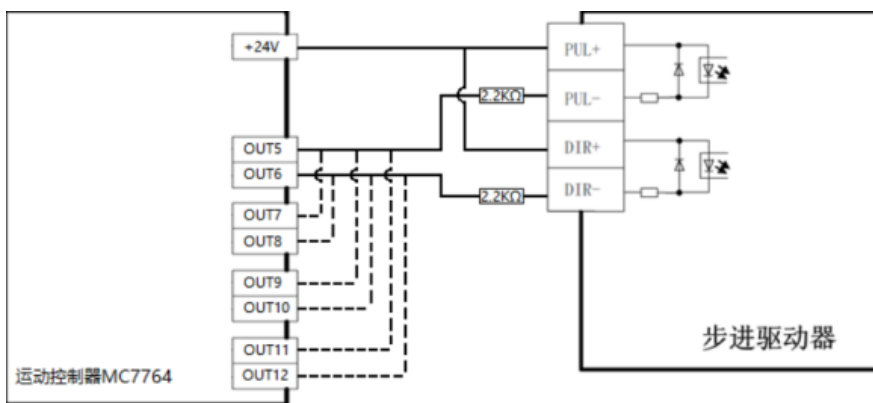 +24V
PUL+
2.2KΩ
PUL-
OUT5
DIR+
OUT6
2.2KΩ
DIR-
OUT7
OUT8
OUT9
OUT10
OUT11
OUT12
步进驱动器
运动控制器MC7764